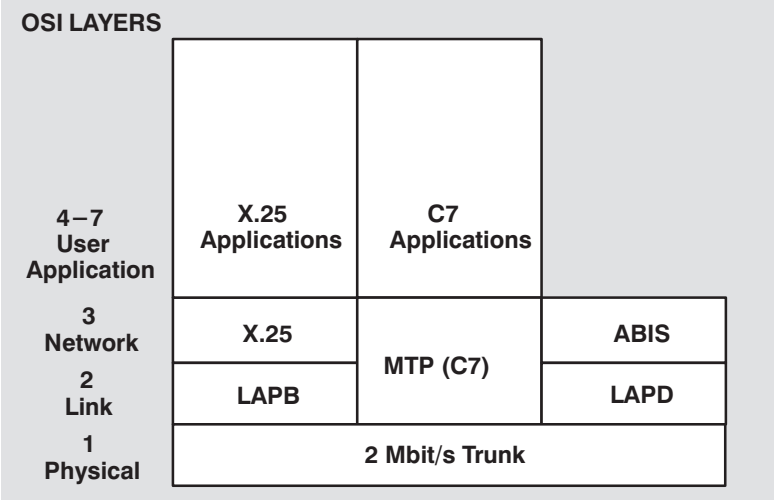 OSI LAYERS
4–7
User
Application
X.25
Applications
C7
Applications
3
Network
X.25
MTP (C7)
ABIS
2
Link
LAPB
LAPD
1
Physical
2 Mbit/s Trunk